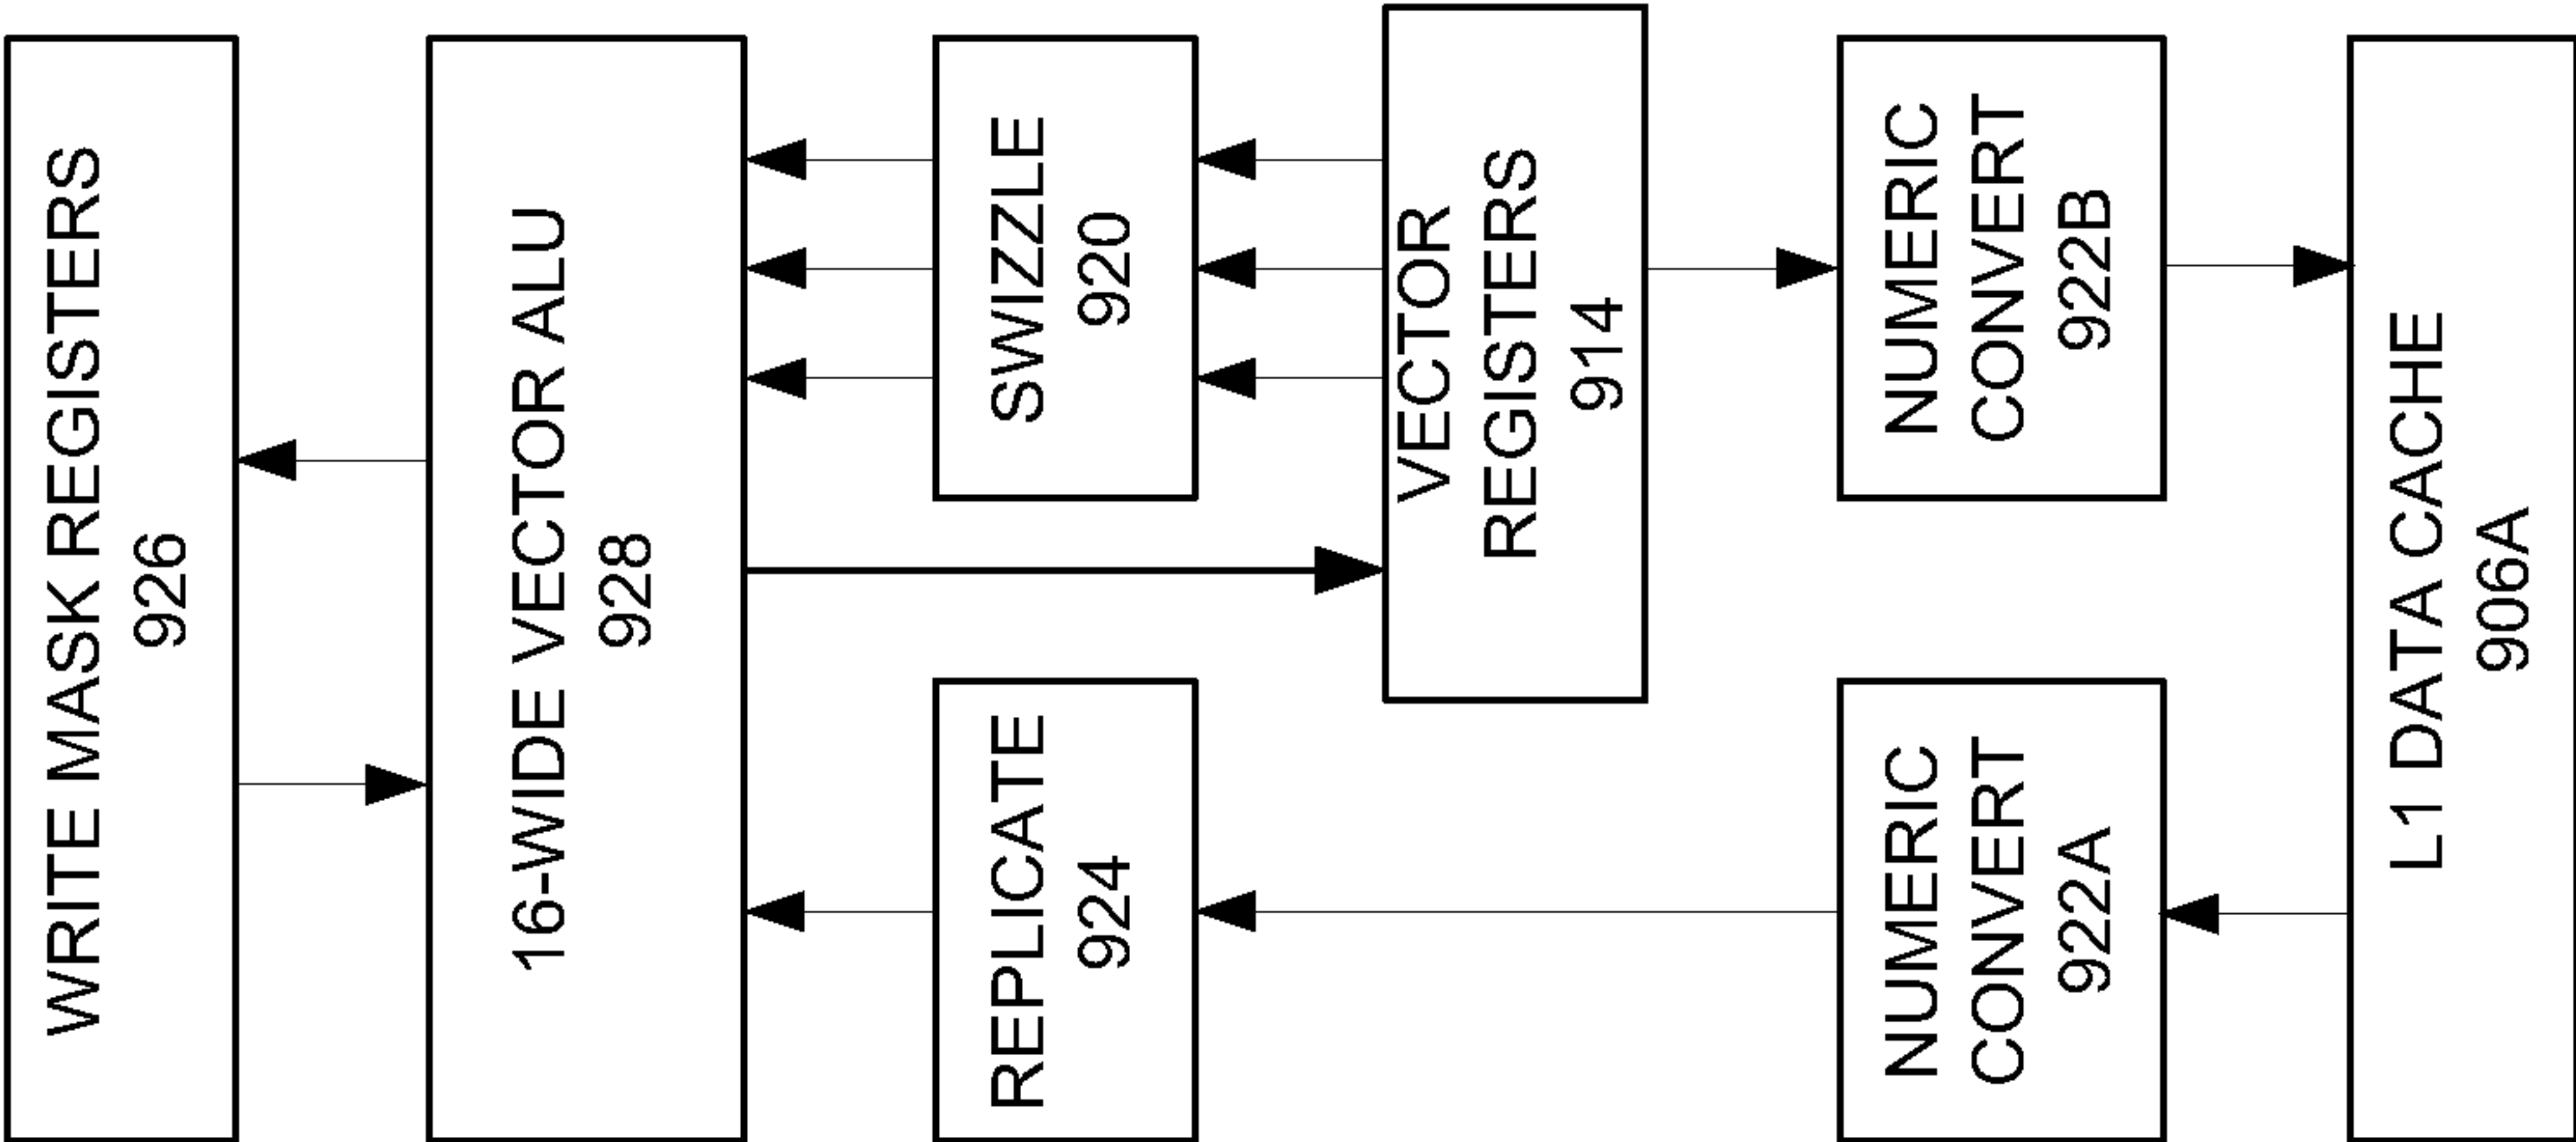 WRITE MASK REGISTERS
926
16-WIDE VECTOR ALU
928
REPLICATE
924
SWIZZLE
920
VECTOR
REGISTERS
914
NUMERIC
CONVERT
922A
NUMERIC
CONVERT
922B
L1 DATA CACHE
906A